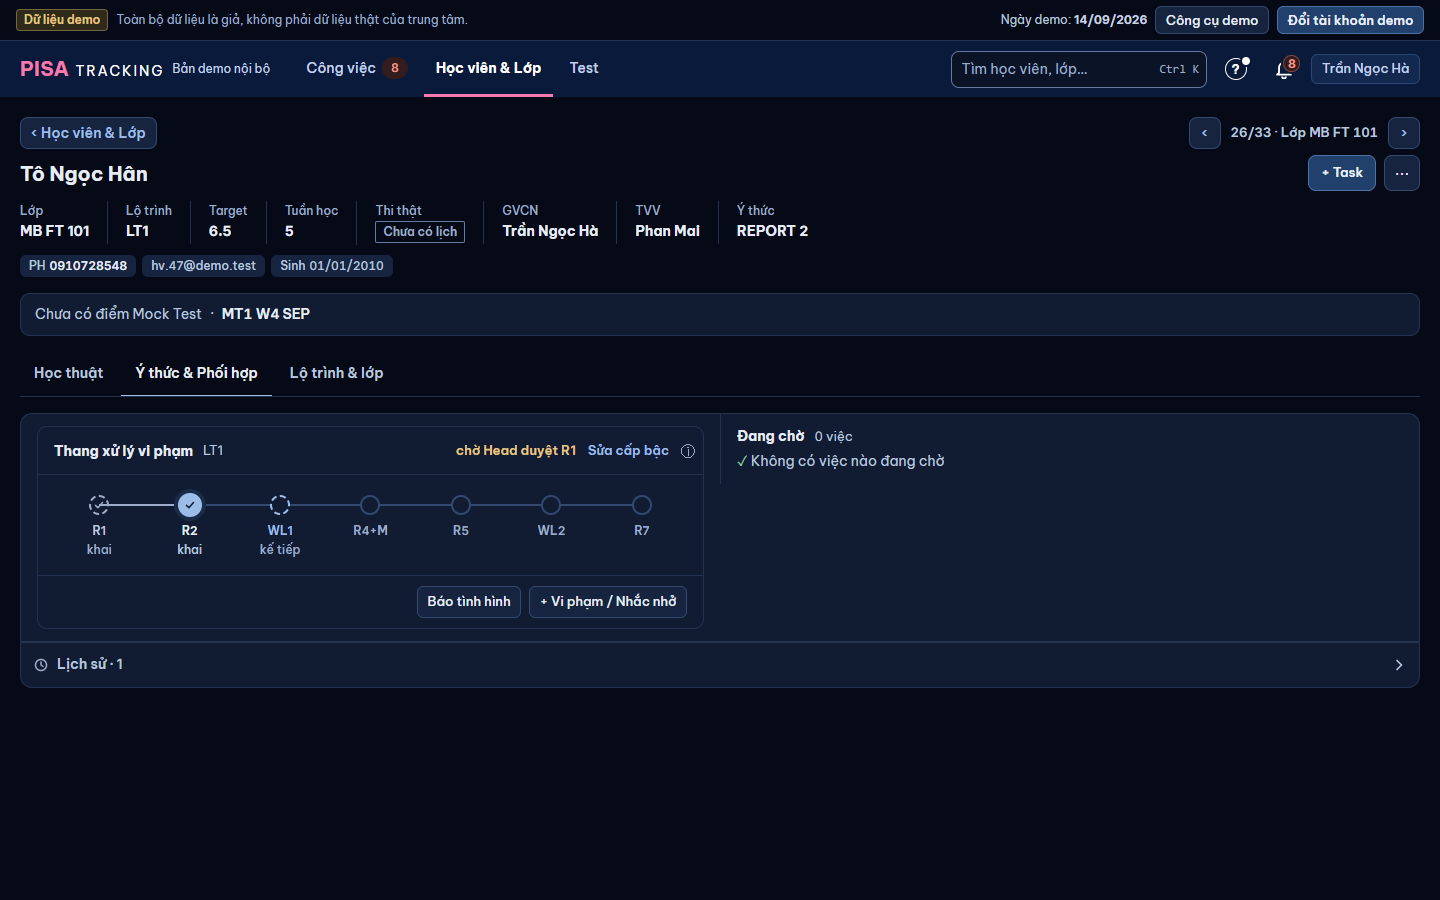 Dữ liệu demo Toàn bộ dữ liệu là giả, không phải dữ liệu thật của trung tâm. Ngày demo: 14/09/2026 Công cụ demo Đổi tài khoản demo
PISA TRACKING Bản demo nội bộ Công việc 8 Học viên & Lớp Test Tìm học viên, lớp... Ctrl K ? 8 Trần Ngọc Hà
‹ Học viên & Lớp ‹ 26/33 · Lớp MB FT 101 ›
Tô Ngọc Hân + Task ...
Lớp Lộ trình Target Tuần học Thi thật GVCN TVV Ý thức
MB FT 101 LT1 6.5 5 Chưa có lịch Trần Ngọc Hà Phan Mai REPORT 2
PH 0910728548 hv.47@demo.test Sinh 01/01/2010
Chưa có điểm Mock Test · MT1 W4 SEP
Học thuật Ý thức & Phối hợp Lộ trình & lớp
Thang xử lý vi phạm LT1 chờ Head duyệt R1 Sửa cấp bậc Đang chờ 0 việc
✓ Không có việc nào đang chờ
R1 R2 WL1 R4+M R5 WL2 R7
khai khai kế tiếp
Báo tình hình + Vi phạm / Nhắc nhở
Lịch sử · 1